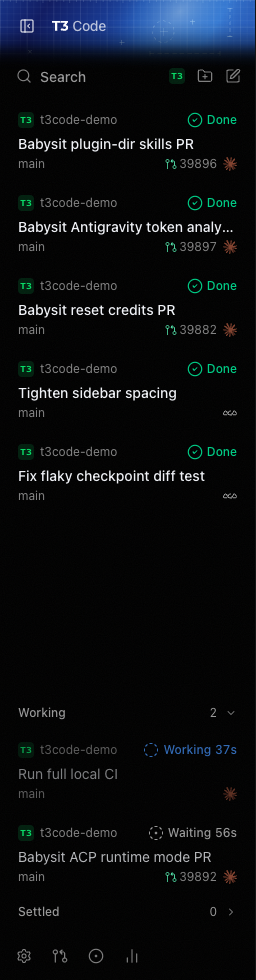 T3 Code
Search
T3
T3 t3code-demo Done
Babysit plugin-dir skills PR
main 39896
T3 t3code-demo Done
Babysit Antigravity token analy...
main 39897
T3 t3code-demo Done
Babysit reset credits PR
main 39882
T3 t3code-demo Done
Tighten sidebar spacing
main
T3 t3code-demo Done
Fix flaky checkpoint diff test
main
Working 2
T3 t3code-demo Working 37s
Run full local CI
main
T3 t3code-demo Waiting 56s
Babysit ACP runtime mode PR
main 39892
Settled 0